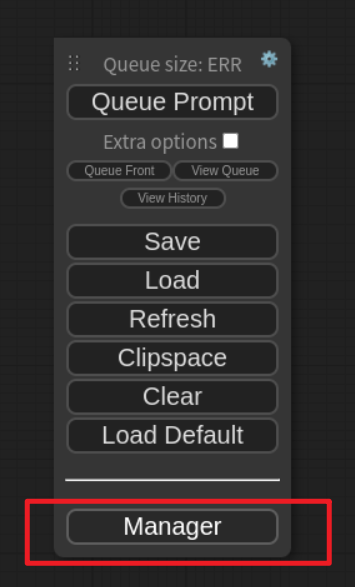 Queue size: ERR
Queue Prompt
Extra options
Queue Front View Queue
View History
Save
Load
Refresh
Clipspace
Clear
Load Default
Manager